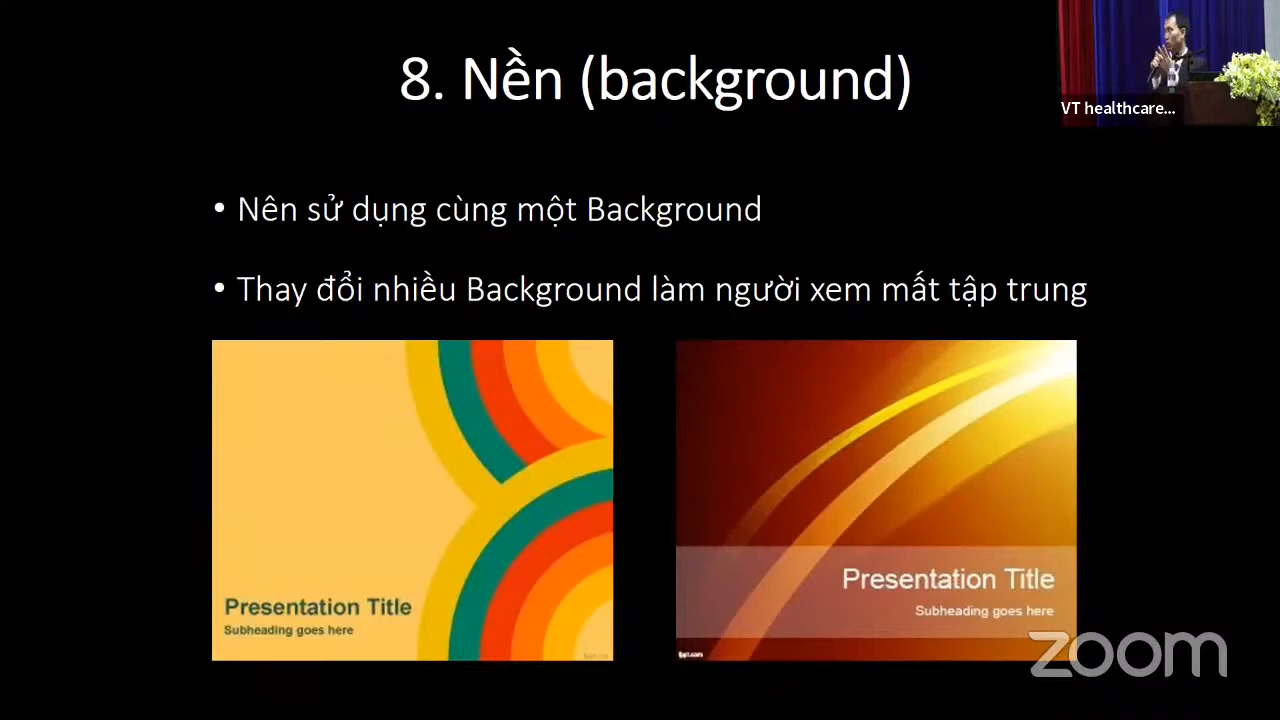 8. Nền (background)
VT healthcare...
• Nên sử dụng cùng một Background
• Thay đổi nhiều Background làm người xem mất tập trung
Presentation Title
Subheading goes here
Presentation Title
Subheading goes here
zoom